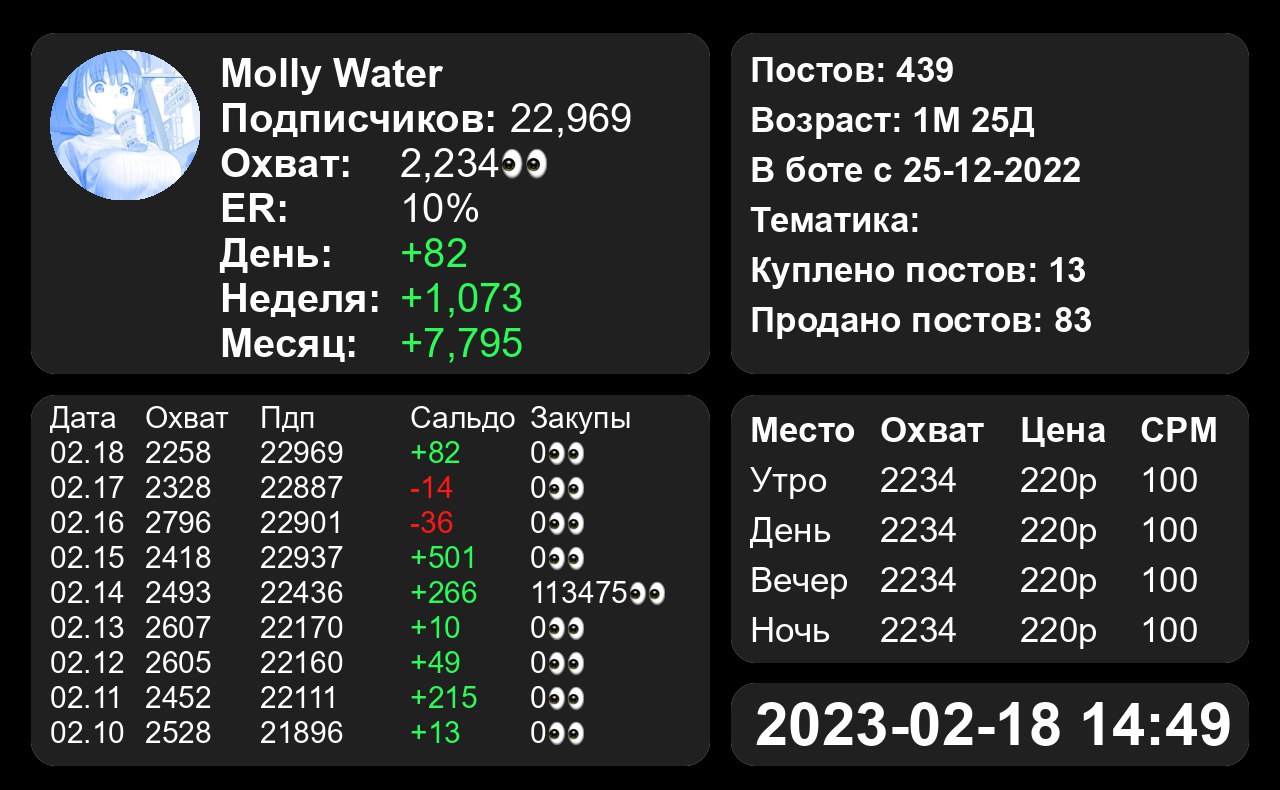 Molly Water
Подписчиков: 22,969
Охват: 2,234👀
ER: 10%
День: +82
Неделя: +1,073
Месяц: +7,795
Постов: 439
Возраст: 1М 25Д
В боте с 25-12-2022
Тематика:
Куплено постов: 13
Продано постов: 83
Дата Охват Пдп Сальдо Закупы
02.18 2258 22969 +82 0👀
02.17 2328 22887 -14 0👀
02.16 2796 22901 -36 0👀
02.15 2418 22937 +501 0👀
02.14 2493 22436 +266 113475👀
02.13 2607 22170 +10 0👀
02.12 2605 22160 +49 0👀
02.11 2452 22111 +215 0👀
02.10 2528 21896 +13 0👀
Место Охват Цена CPM
Утро 2234 220р 100
День 2234 220р 100
Вечер 2234 220р 100
Ночь 2234 220р 100
2023-02-18 14:49